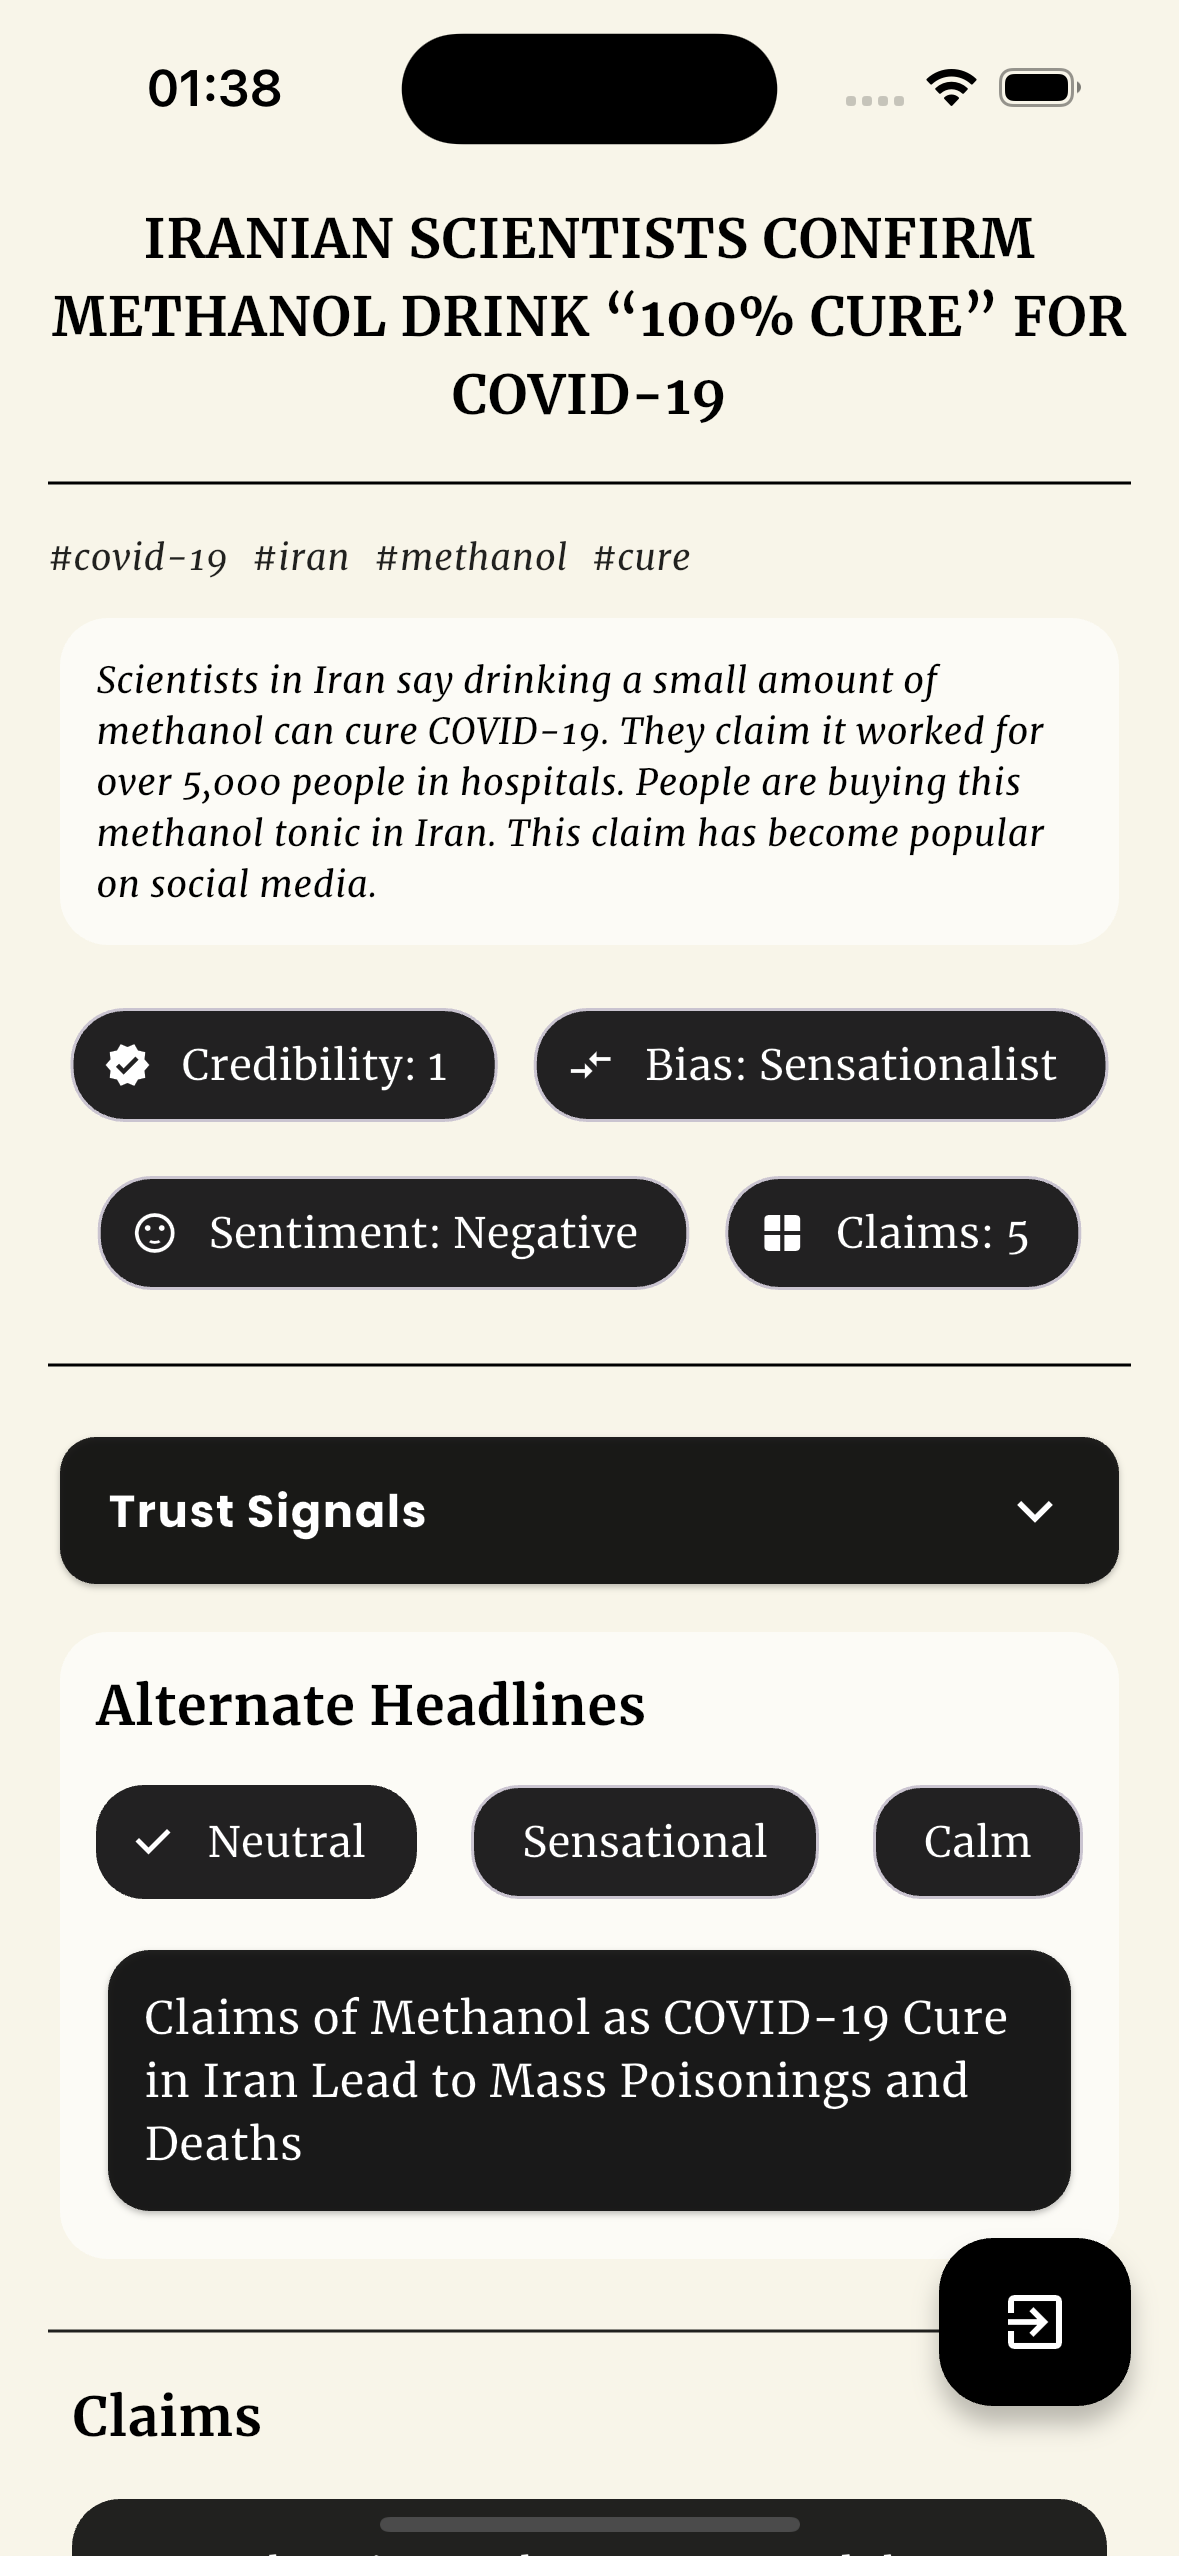 01:38
IRANIAN SCIENTISTS CONFIRM
METHANOL DRINK “100% CURE” FOR
COVID-19
#covid-19 #iran #methanol #cure
Scientists in Iran say drinking a small amount of
methanol can cure COVID-19. They claim it worked for
over 5,000 people in hospitals. People are buying this
methanol tonic in Iran. This claim has become popular
on social media.
Credibility: 1
Bias: Sensationalist
Sentiment: Negative
Claims: 5
Trust Signals
Alternate Headlines
Neutral
Sensational
Calm
Claims of Methanol as COVID-19 Cure
in Iran Lead to Mass Poisonings and
Deaths
Claims